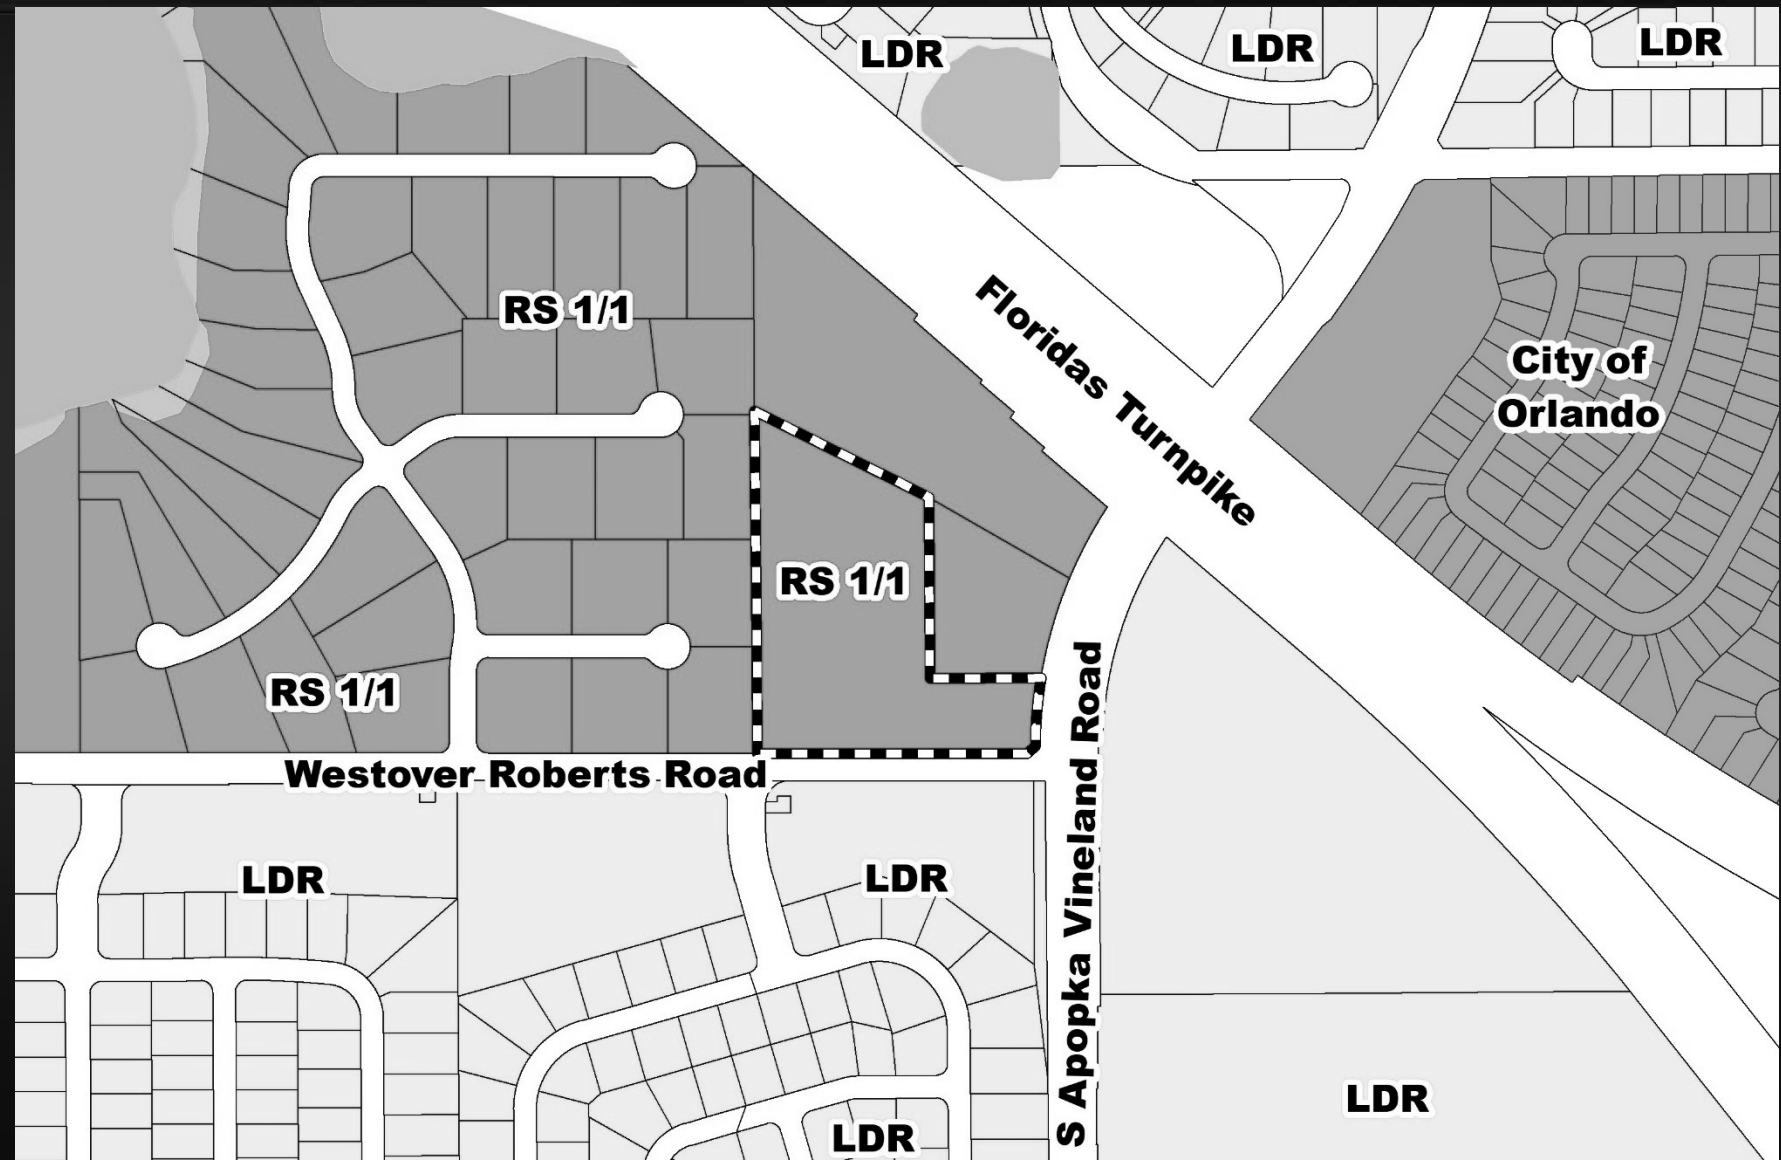 LDR
LDR
LDR
RS 1/1
Floridas Turnpike
City of
Orlando
RS 1/1
RS 1/1
S Apopka Vineland Road
Westover Roberts Road
LDR
LDR
LDR
LDR